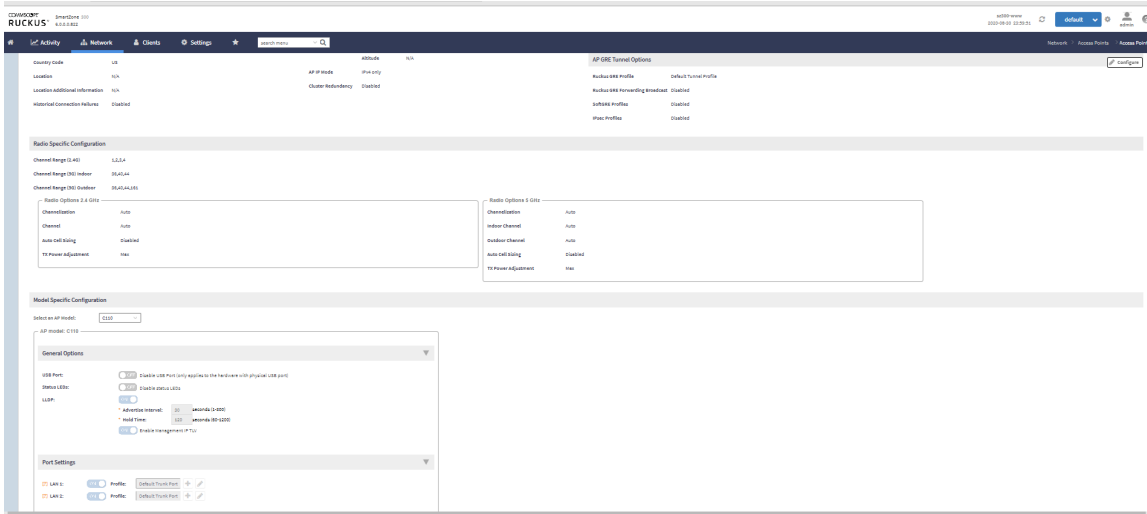 COMMSCOPE
RUCKUS
SmartZone 300
6.0.0.0.822
default
admin
Activity
Network
Clients
Settings
search menu
Network
Access Points
Access Point
Country Code US
Location N/A
Location Additional Information N/A
Historical Connection Failures Disabled
Altitude N/A
AP IP Mode IPv4 only
Cluster Redundancy Disabled
AP GRE Tunnel Options
Configure
Ruckus GRE Profile Default Tunnel Profile
Ruckus GRE Forwarding Broadcast Disabled
SoftGRE Profiles Disabled
IPsec Profiles Disabled
Radio Specific Configuration
Channel Range (2.4G) 1,2,3,4
Channel Range (5G) Indoor 36,40,44
Channel Range (5G) Outdoor 36,40,44,161
Radio Options 2.4 GHz
Channelization Auto
Channel Auto
Auto Cell Sizing Disabled
TX Power Adjustment Max
Radio Options 5 GHz
Channelization Auto
Indoor Channel Auto
Outdoor Channel Auto
Auto Cell Sizing Disabled
TX Power Adjustment Max
Model Specific Configuration
Select an AP Model: C110
AP model: C110
General Options
USB Port: OFF Disable USB Port (only applies to the hardware with physical USB port)
Status LEDs: OFF Disable status LEDs
LLDP: ON
* Advertise Interval: 30 seconds (1-300)
* Hold Time: 120 seconds (60-1200)
ON Enable Management IP TLV
Port Settings
LAN 1: ON Profile: Default Trunk Port
LAN 2: ON Profile: Default Trunk Port